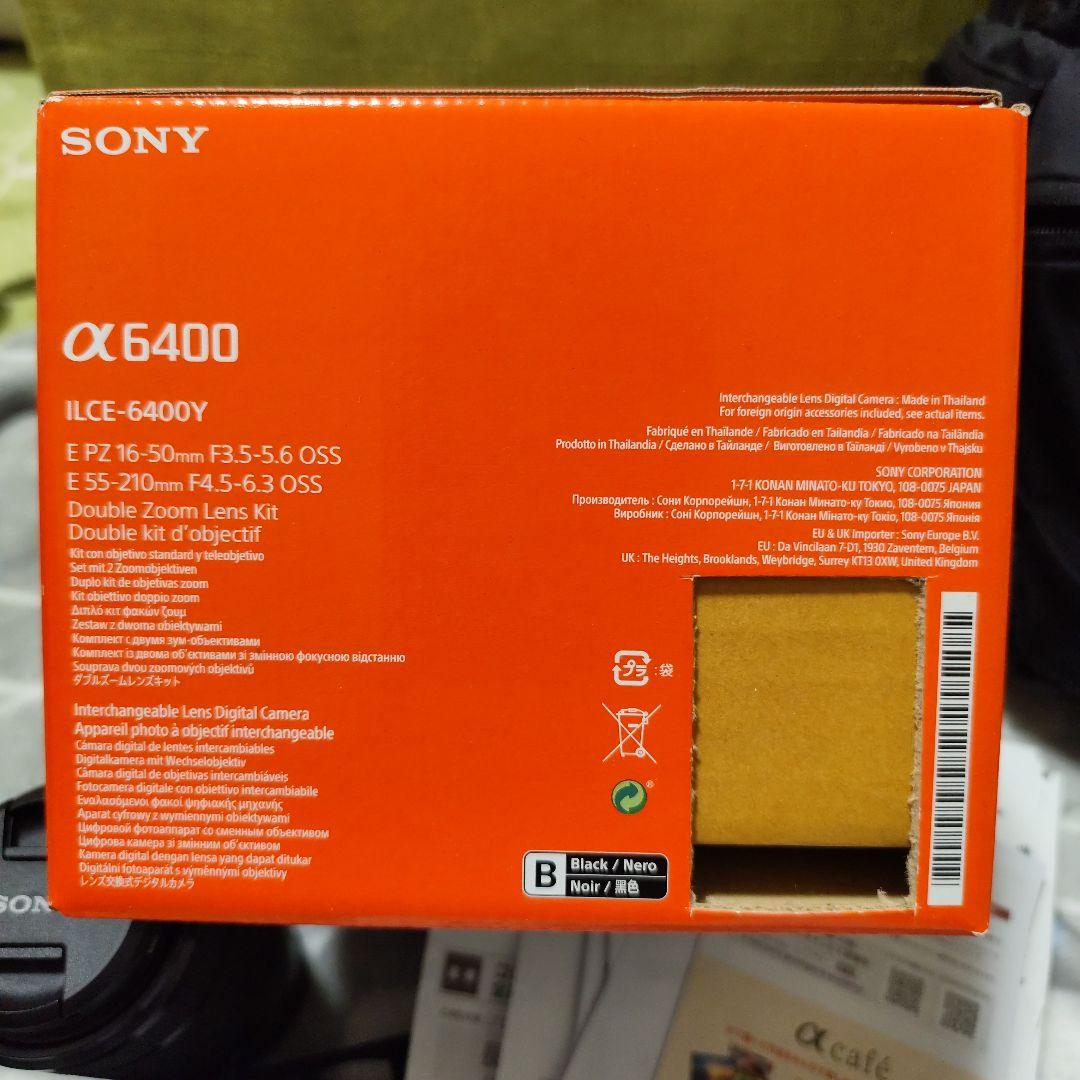 SONY
α6400
ILCE-6400Y
E PZ 16-50mm F3.5-5.6 OSS
E 55-210mm F4.5-6.3 OSS
Double Zoom Lens Kit
Double kit d'objectif
Kit con objetivo standard y teleobjetivo
Set mit 2 Zoomobjektiven
Duplo kit de objetivas zoom
Kit obiettivo doppio zoom
Διπλό κιτ φακών ζουμ
Zestaw z dwoma obiektywami
Комплект с двумя зум-объективами
Комплект із двома об'єктивами зі змінною фокусною відстанню
Souprava dvou zoomových objektivů
ダブルズームレンズキット
Interchangeable Lens Digital Camera
Appareil photo à objectif interchangeable
Cámara digital de lentes intercambiables
Digitalkamera mit Wechselobjektiv
Câmara digital de objetivas intercambiáveis
Fotocamera digitale con obiettivo intercambiabile
Εναλασόμενοι φακοί ψηφιακής μηχανής
Aparat cyfrowy z wymiennymi obiektywami
Цифровой фотоаппарат со сменным объективом
Цифрова камера зі змінним об'єктивом
Kamera digital dengan lensa yang dapat ditukar
Digitální fotoaparát s výměnnými objektivy
レンズ交換式デジタルカメラ
Interchangeable Lens Digital Camera : Made in Thailand
For foreign origin accessories included, see actual items.
Fabriqué en Thaïlande / Fabricado en Tailandia / Fabricado na Tailândia
Prodotto in Thailandia / Сделано в Таиланде / Виготовлено в Таїланді / Vyrobeno v Thajsku
SONY CORPORATION
1-7-1 KONAN MINATO-KU TOKYO, 108-0075 JAPAN
Производитель : Сони Корпорейшн, 1-7-1 Конан Минато-ку Токио, 108-0075 Япония
Виробник : Соні Корпорейшн, 1-7-1 Конан Мінато-ку Токіо, 108-0075 Японія
EU & UK Importer : Sony Europe B.V.
EU : Da Vincilaan 7-D1, 1930 Zaventem, Belgium
UK : The Heights, Brooklands, Weybridge, Surrey KT13 0XW, United Kingdom
プラ : 袋
®
B Black / Nero
Noir / 黒色
SON
α café